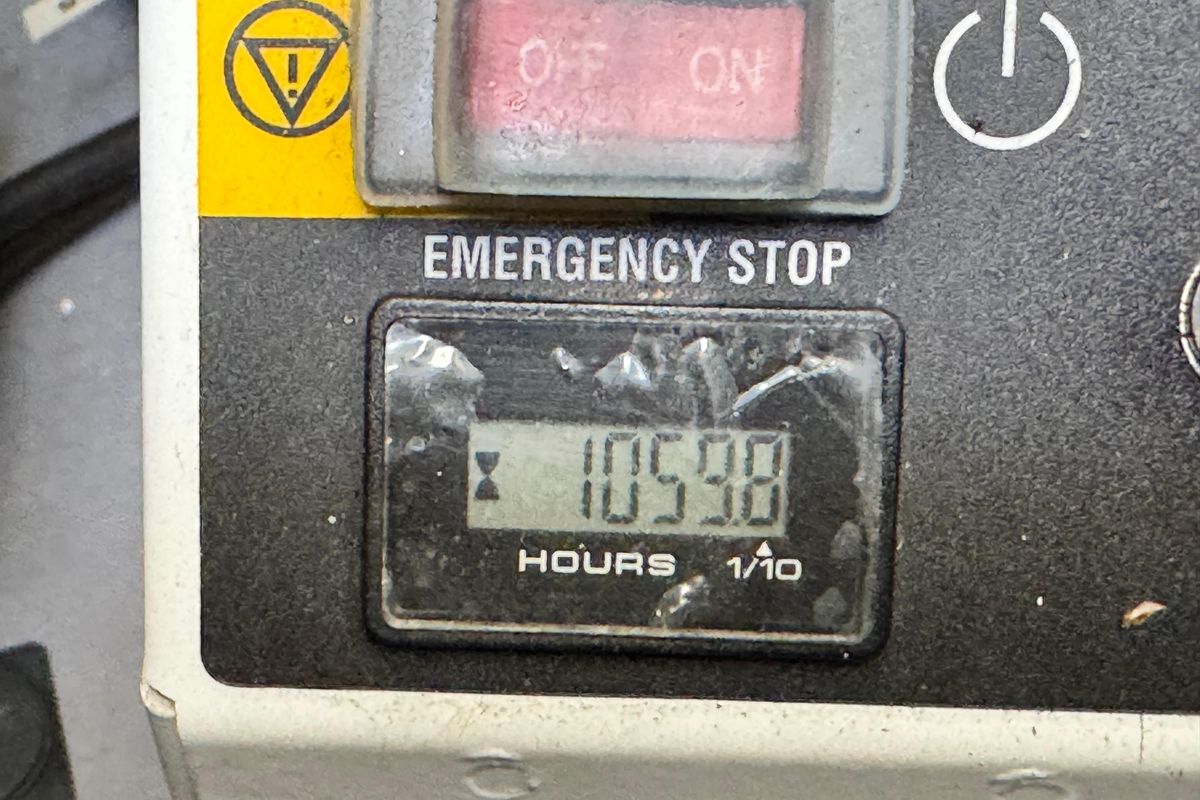 OFF ON
EMERGENCY STOP
1059.8
HOURS 1/10